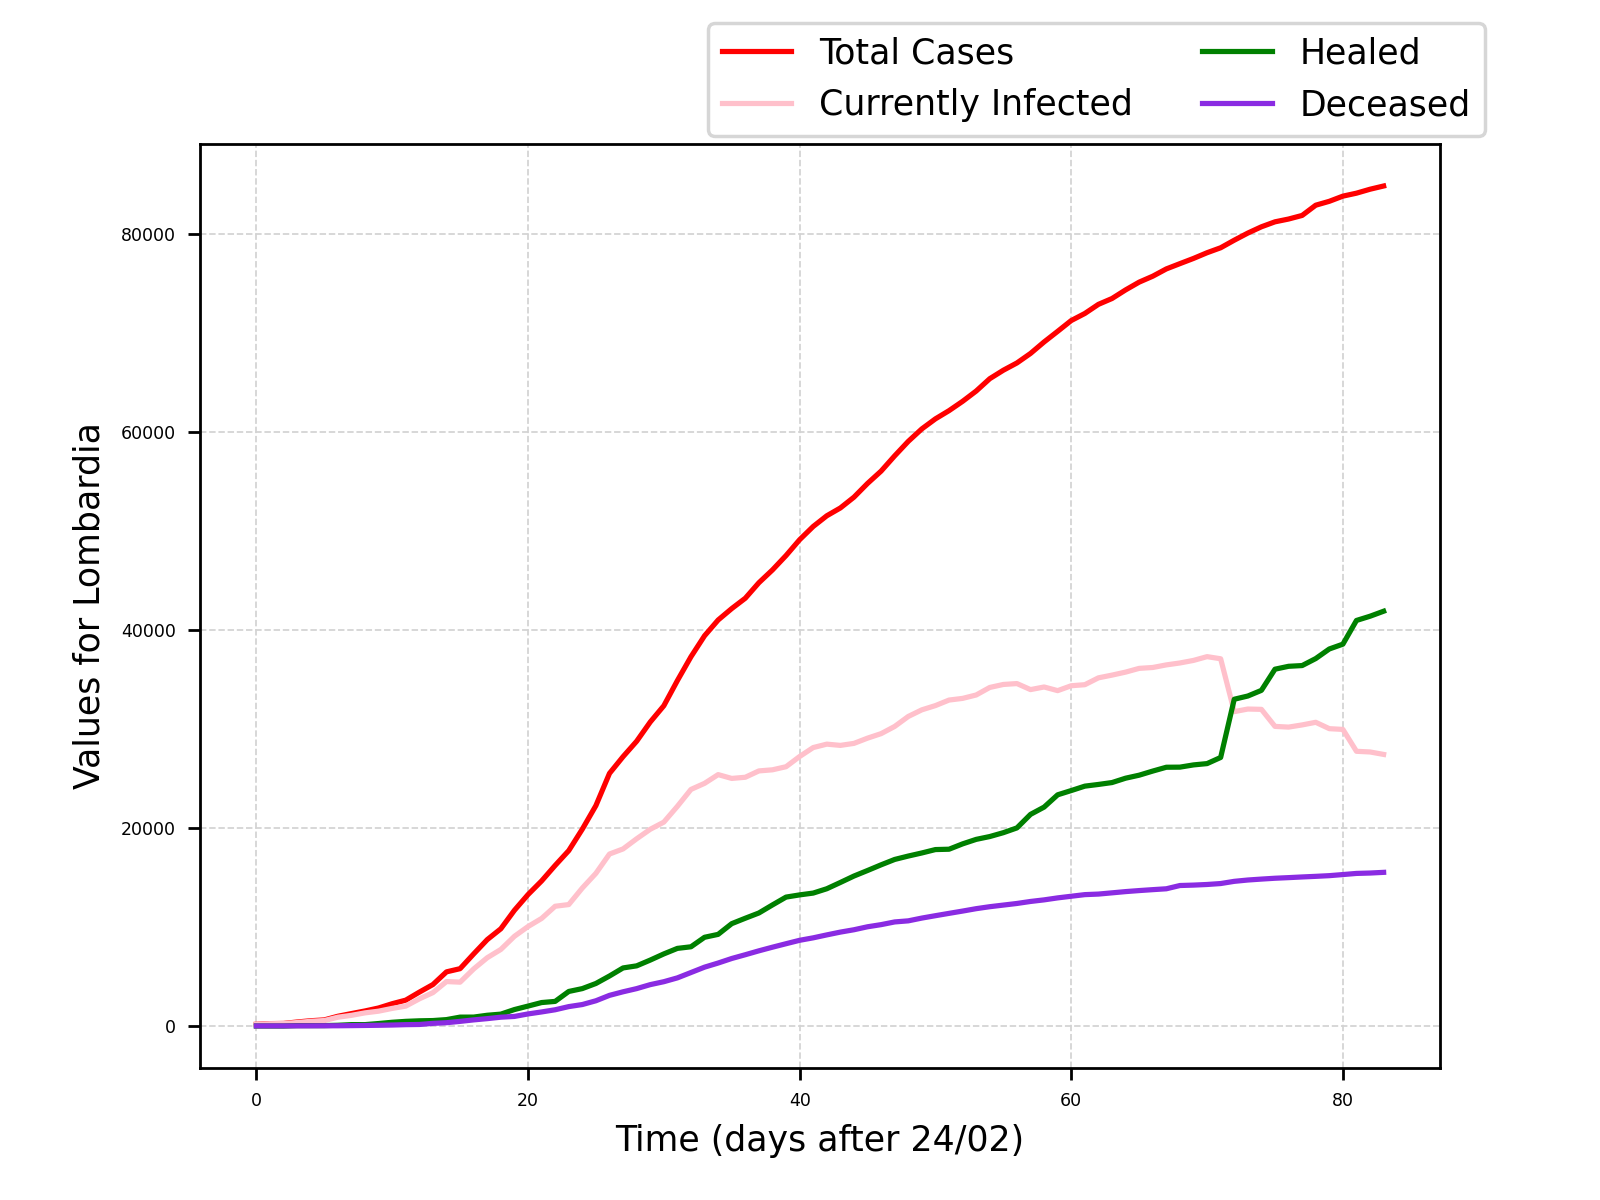 Total Cases
Currently Infected
Healed
Deceased
Values for Lombardia
80000
60000
40000
20000
0
0 20 40 60 80
Time (days after 24/02)